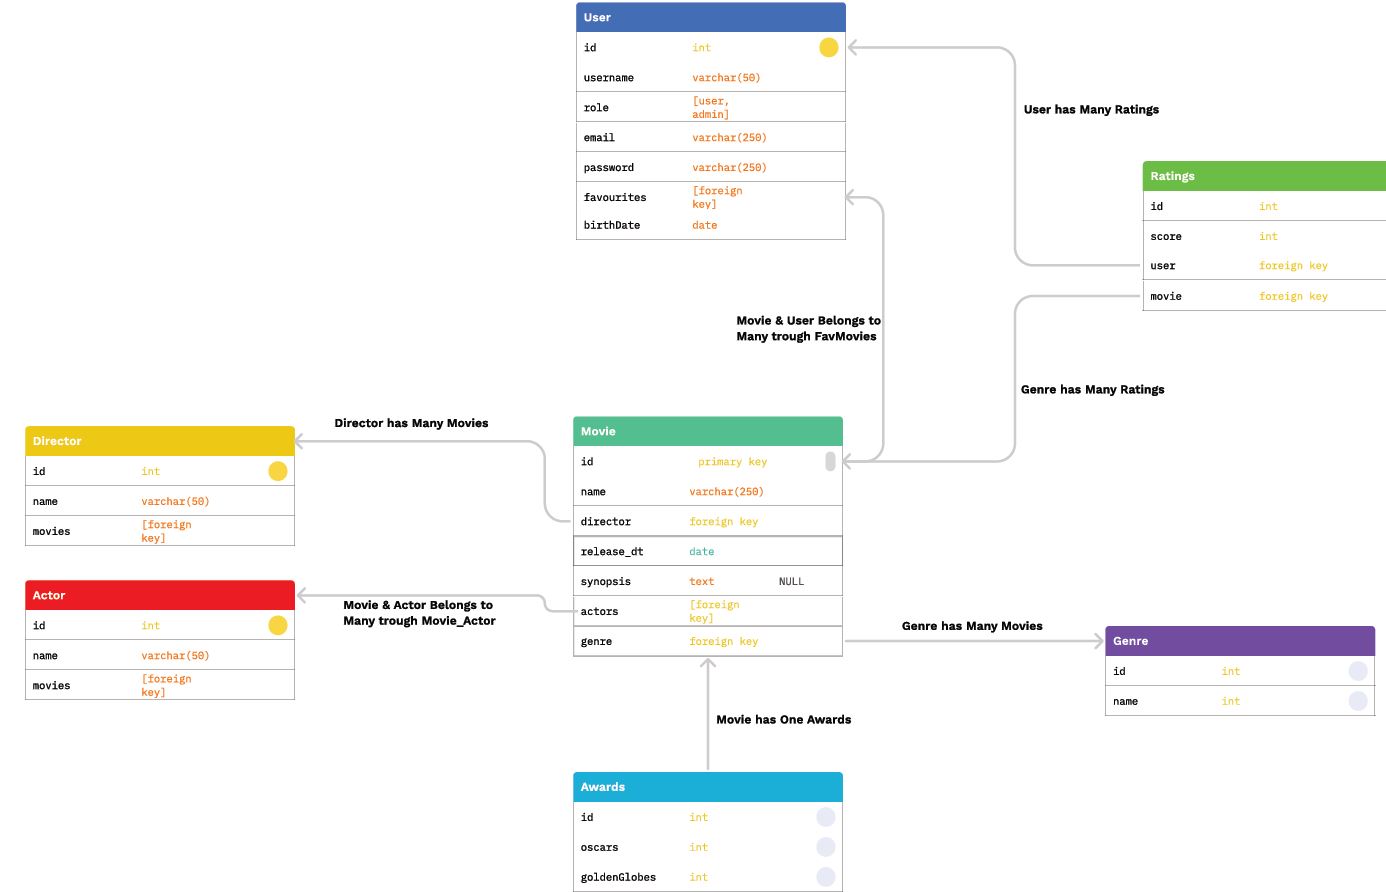 User
id int
username varchar(50)
role [user,
admin]
email varchar(250)
password varchar(250)
favourites [foreign
key]
birthDate date
User has Many Ratings
Ratings
id int
score int
user foreign key
movie foreign key
Movie & User Belongs to
Many trough FavMovies
Genre has Many Ratings
Director has Many Movies
Director
id int
name varchar(50)
movies [foreign
key]
Movie
id primary key
name varchar(250)
director foreign key
release_dt date
synopsis text NULL
actors [foreign
key]
genre foreign key
Actor
id int
name varchar(50)
movies [foreign
key]
Movie & Actor Belongs to
Many trough Movie_Actor
Genre has Many Movies
Genre
id int
name int
Movie has One Awards
Awards
id int
oscars int
goldenGlobes int